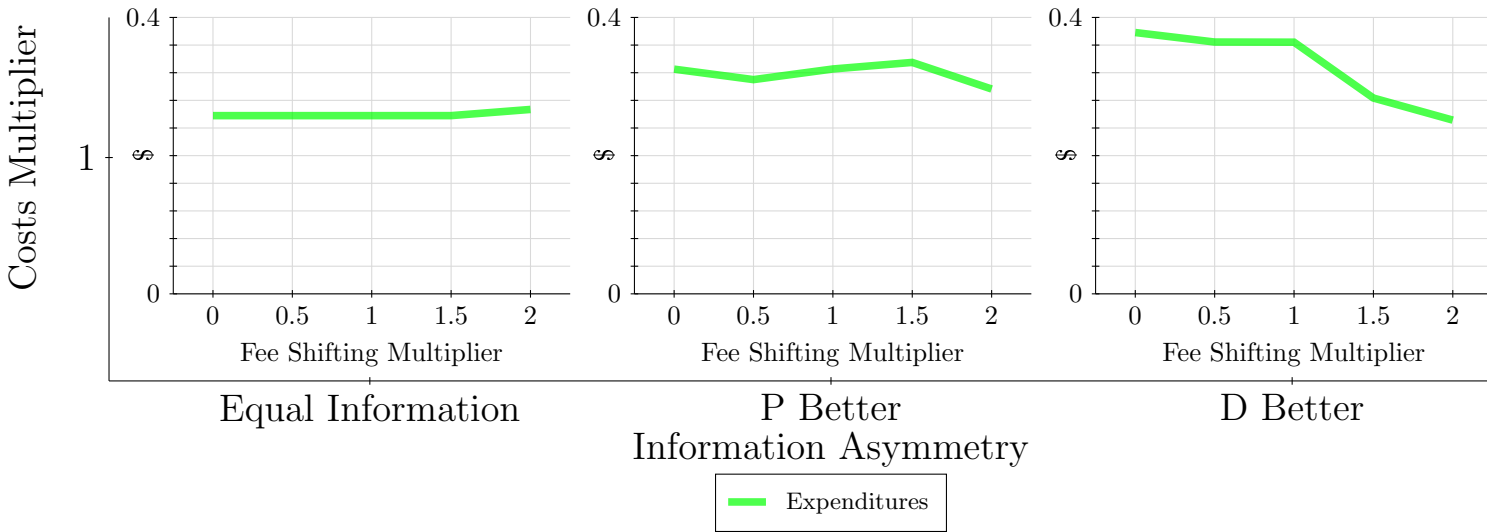 Costs Multiplier
1
0.4
$
0
0 0.5 1 1.5 2
Fee Shifting Multiplier
0.4
$
0
0 0.5 1 1.5 2
Fee Shifting Multiplier
0.4
$
0
0 0.5 1 1.5 2
Fee Shifting Multiplier
Equal Information P Better D Better
Information Asymmetry
Expenditures